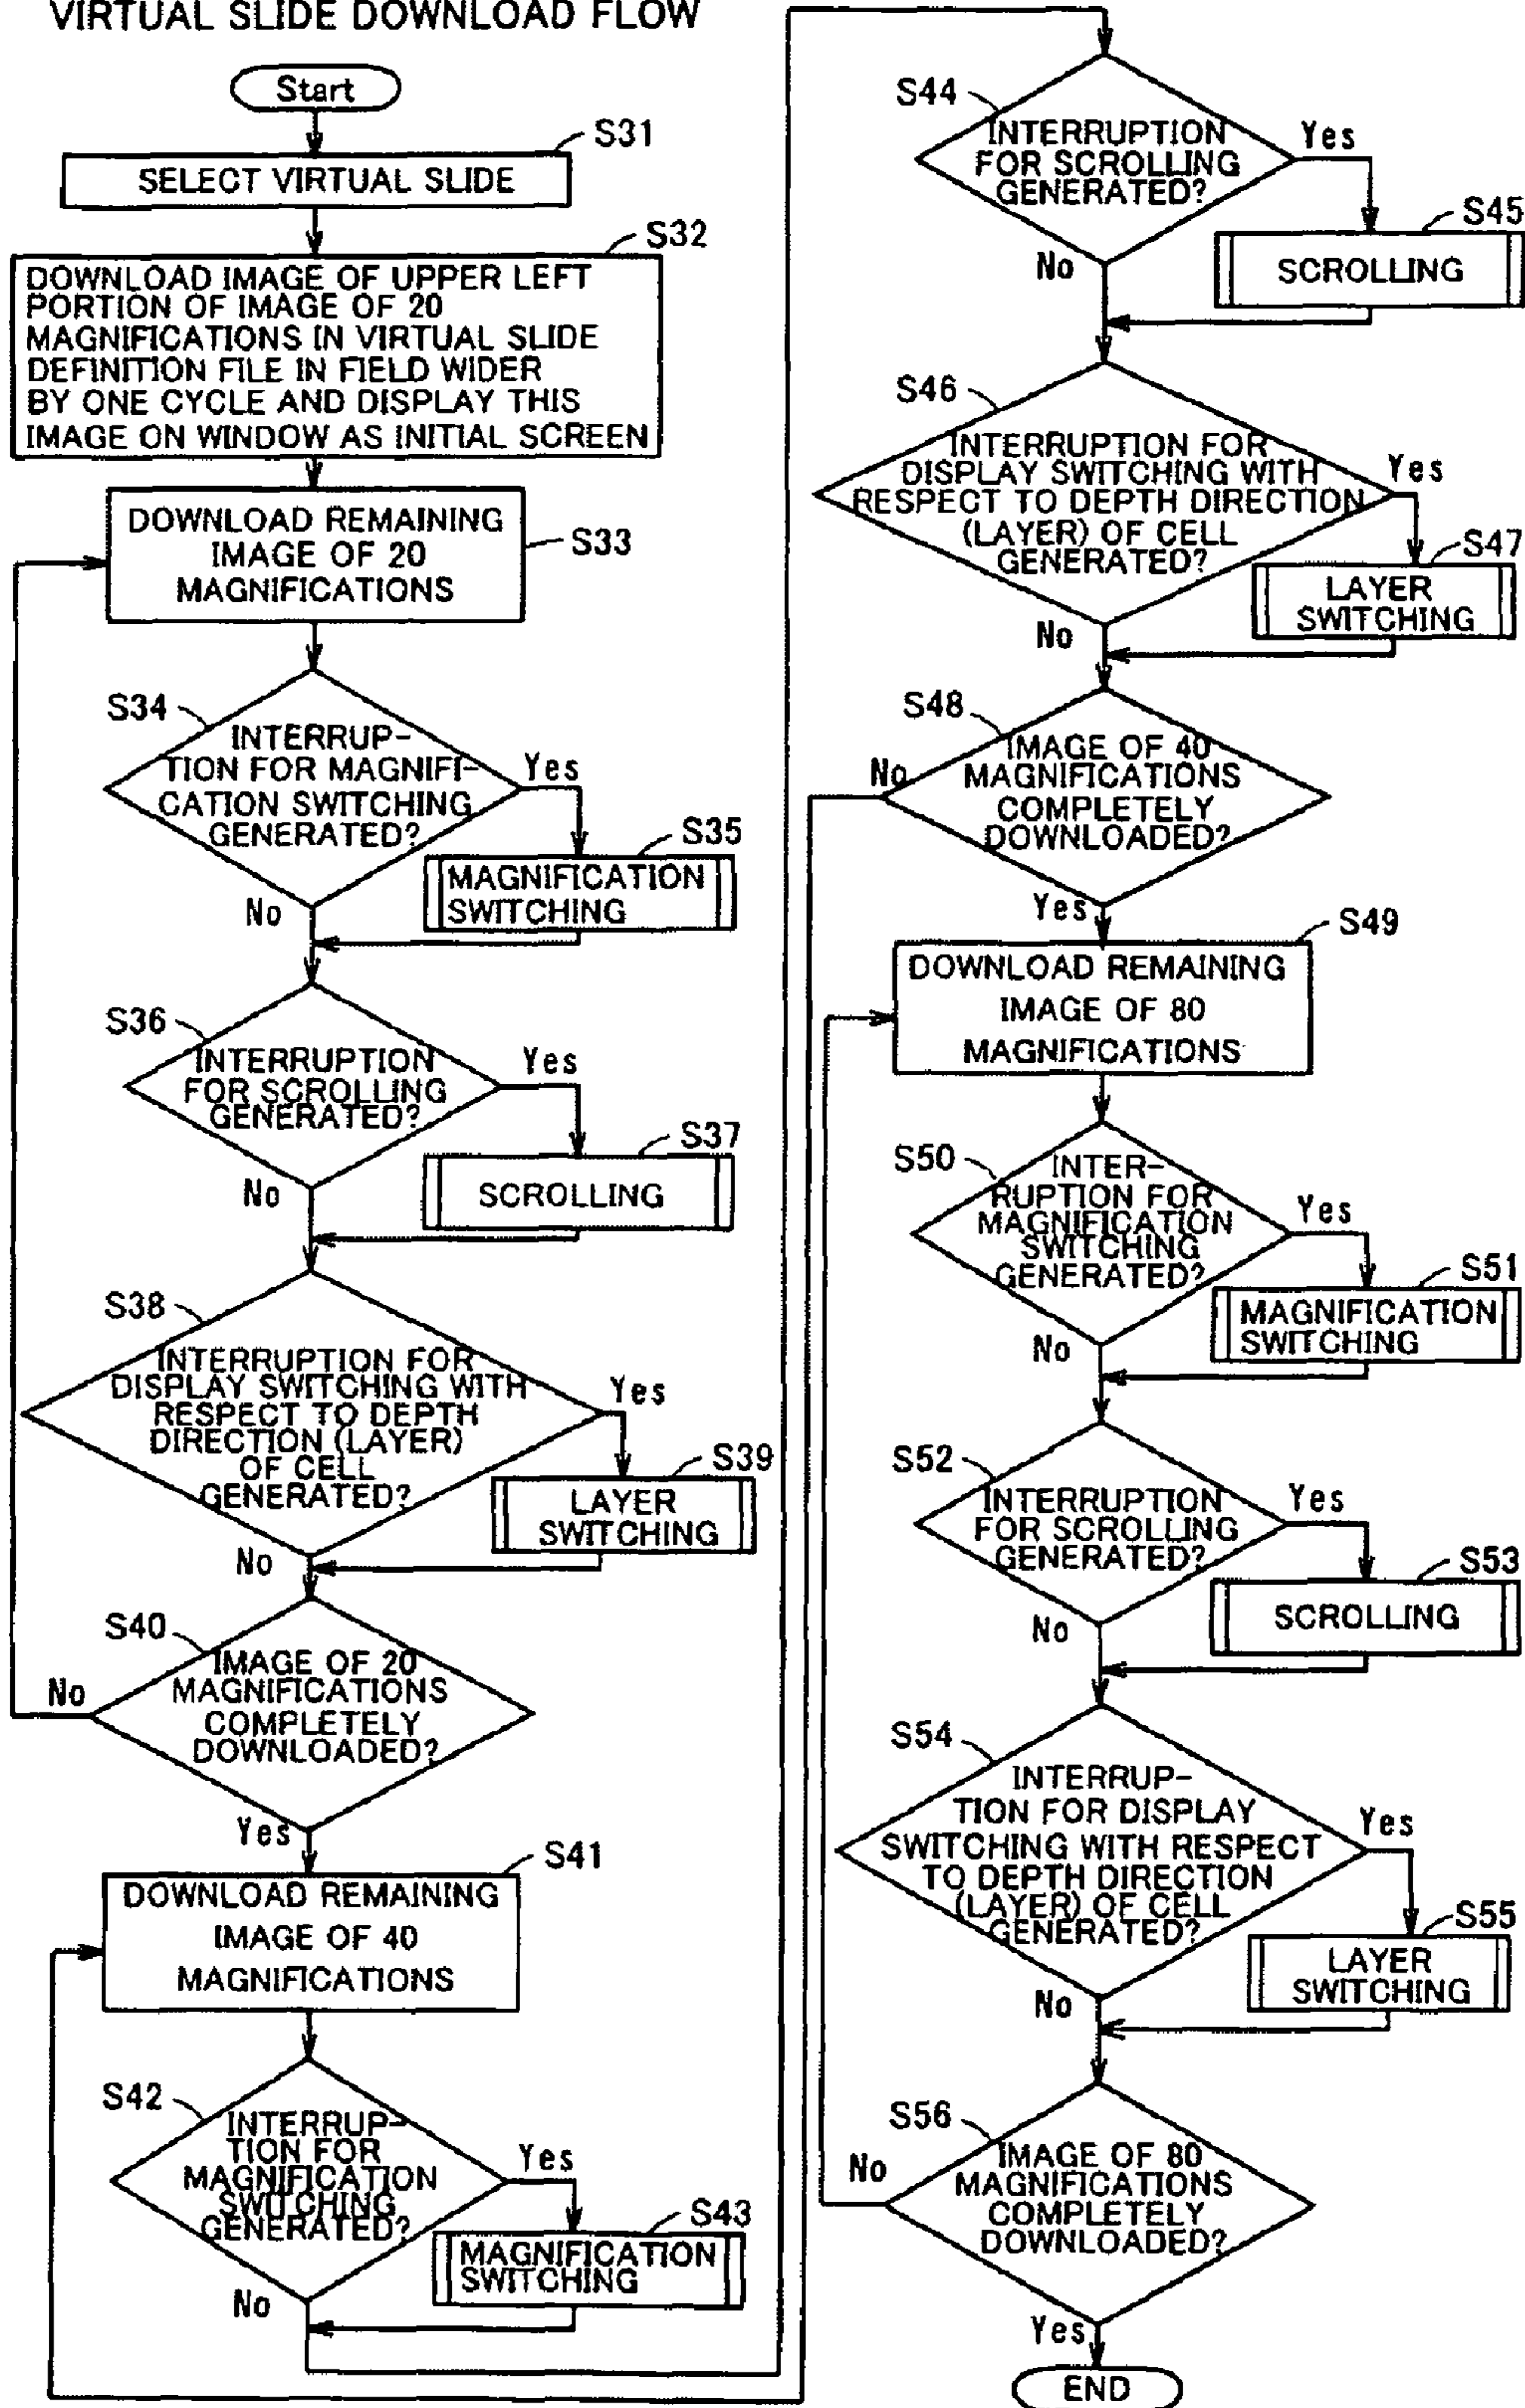 VIRTUAL SLIDE DOWNLOAD FLOW
Start
S31
SELECT VIRTUAL SLIDE
S32
DOWNLOAD IMAGE OF UPPER LEFT
PORTION OF IMAGE OF 20
MAGNIFICATIONS IN VIRTUAL SLIDE
DEFINITION FILE IN FIELD WIDER
BY ONE CYCLE AND DISPLAY THIS
IMAGE ON WINDOW AS INITIAL SCREEN
DOWNLOAD REMAINING
IMAGE OF 20
MAGNIFICATIONS
S33
S34
INTERRUP-
TION FOR MAGNIFI-
CATION SWITCHING
GENERATED?
Yes
S35
MAGNIFICATION
SWITCHING
No
S36
INTERRUPTION
FOR SCROLLING
GENERATED?
Yes
S37
SCROLLING
No
S38
INTERRUPTION FOR
DISPLAY SWITCHING WITH
RESPECT TO DEPTH
DIRECTION (LAYER)
OF CELL
GENERATED?
Yes
S39
LAYER
SWITCHING
No
S40
IMAGE OF 20
MAGNIFICATIONS
COMPLETELY
DOWNLOADED?
No
Yes
S41
DOWNLOAD REMAINING
IMAGE OF 40
MAGNIFICATIONS
S42
INTERRUP-
TION FOR
MAGNIFICATION
SWITCHING
GENERATED?
Yes
S43
MAGNIFICATION
SWITCHING
No
S44
INTERRUPTION
FOR SCROLLING
GENERATED?
Yes
S45
SCROLLING
No
S46
INTERRUPTION FOR
DISPLAY SWITCHING WITH
RESPECT TO DEPTH DIRECTION
(LAYER) OF CELL
GENERATED?
Yes
S47
LAYER
SWITCHING
No
S48
IMAGE OF 40
MAGNIFICATIONS
COMPLETELY
DOWNLOADED?
No
Yes
S49
DOWNLOAD REMAINING
IMAGE OF 80
MAGNIFICATIONS
S50
INTER-
RUPTION FOR
MAGNIFICATION
SWITCHING
GENERATED?
Yes
S51
MAGNIFICATION
SWITCHING
No
S52
INTERRUPTION
FOR SCROLLING
GENERATED?
Yes
S53
SCROLLING
No
S54
INTERRUP-
TION FOR DISPLAY
SWITCHING WITH RESPECT
TO DEPTH DIRECTION
(LAYER) OF CELL
GENERATED?
Yes
S55
LAYER
SWITCHING
No
S56
IMAGE OF 80
MAGNIFICATIONS
COMPLETELY
DOWNLOADED?
No
Yes
END